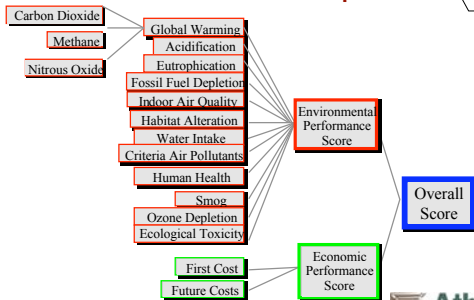 Carbon Dioxide
Methane
Nitrous Oxide
Global Warming
Acidification
Eutrophication
Fossil Fuel Depletion
Indoor Air Quality
Habitat Alteration
Water Intake
Criteria Air Pollutants
Human Health
Smog
Ozone Depletion
Ecological Toxicity
First Cost
Future Costs
Environmental
Performance
Score
Economic
Performance
Score
Overall
Score